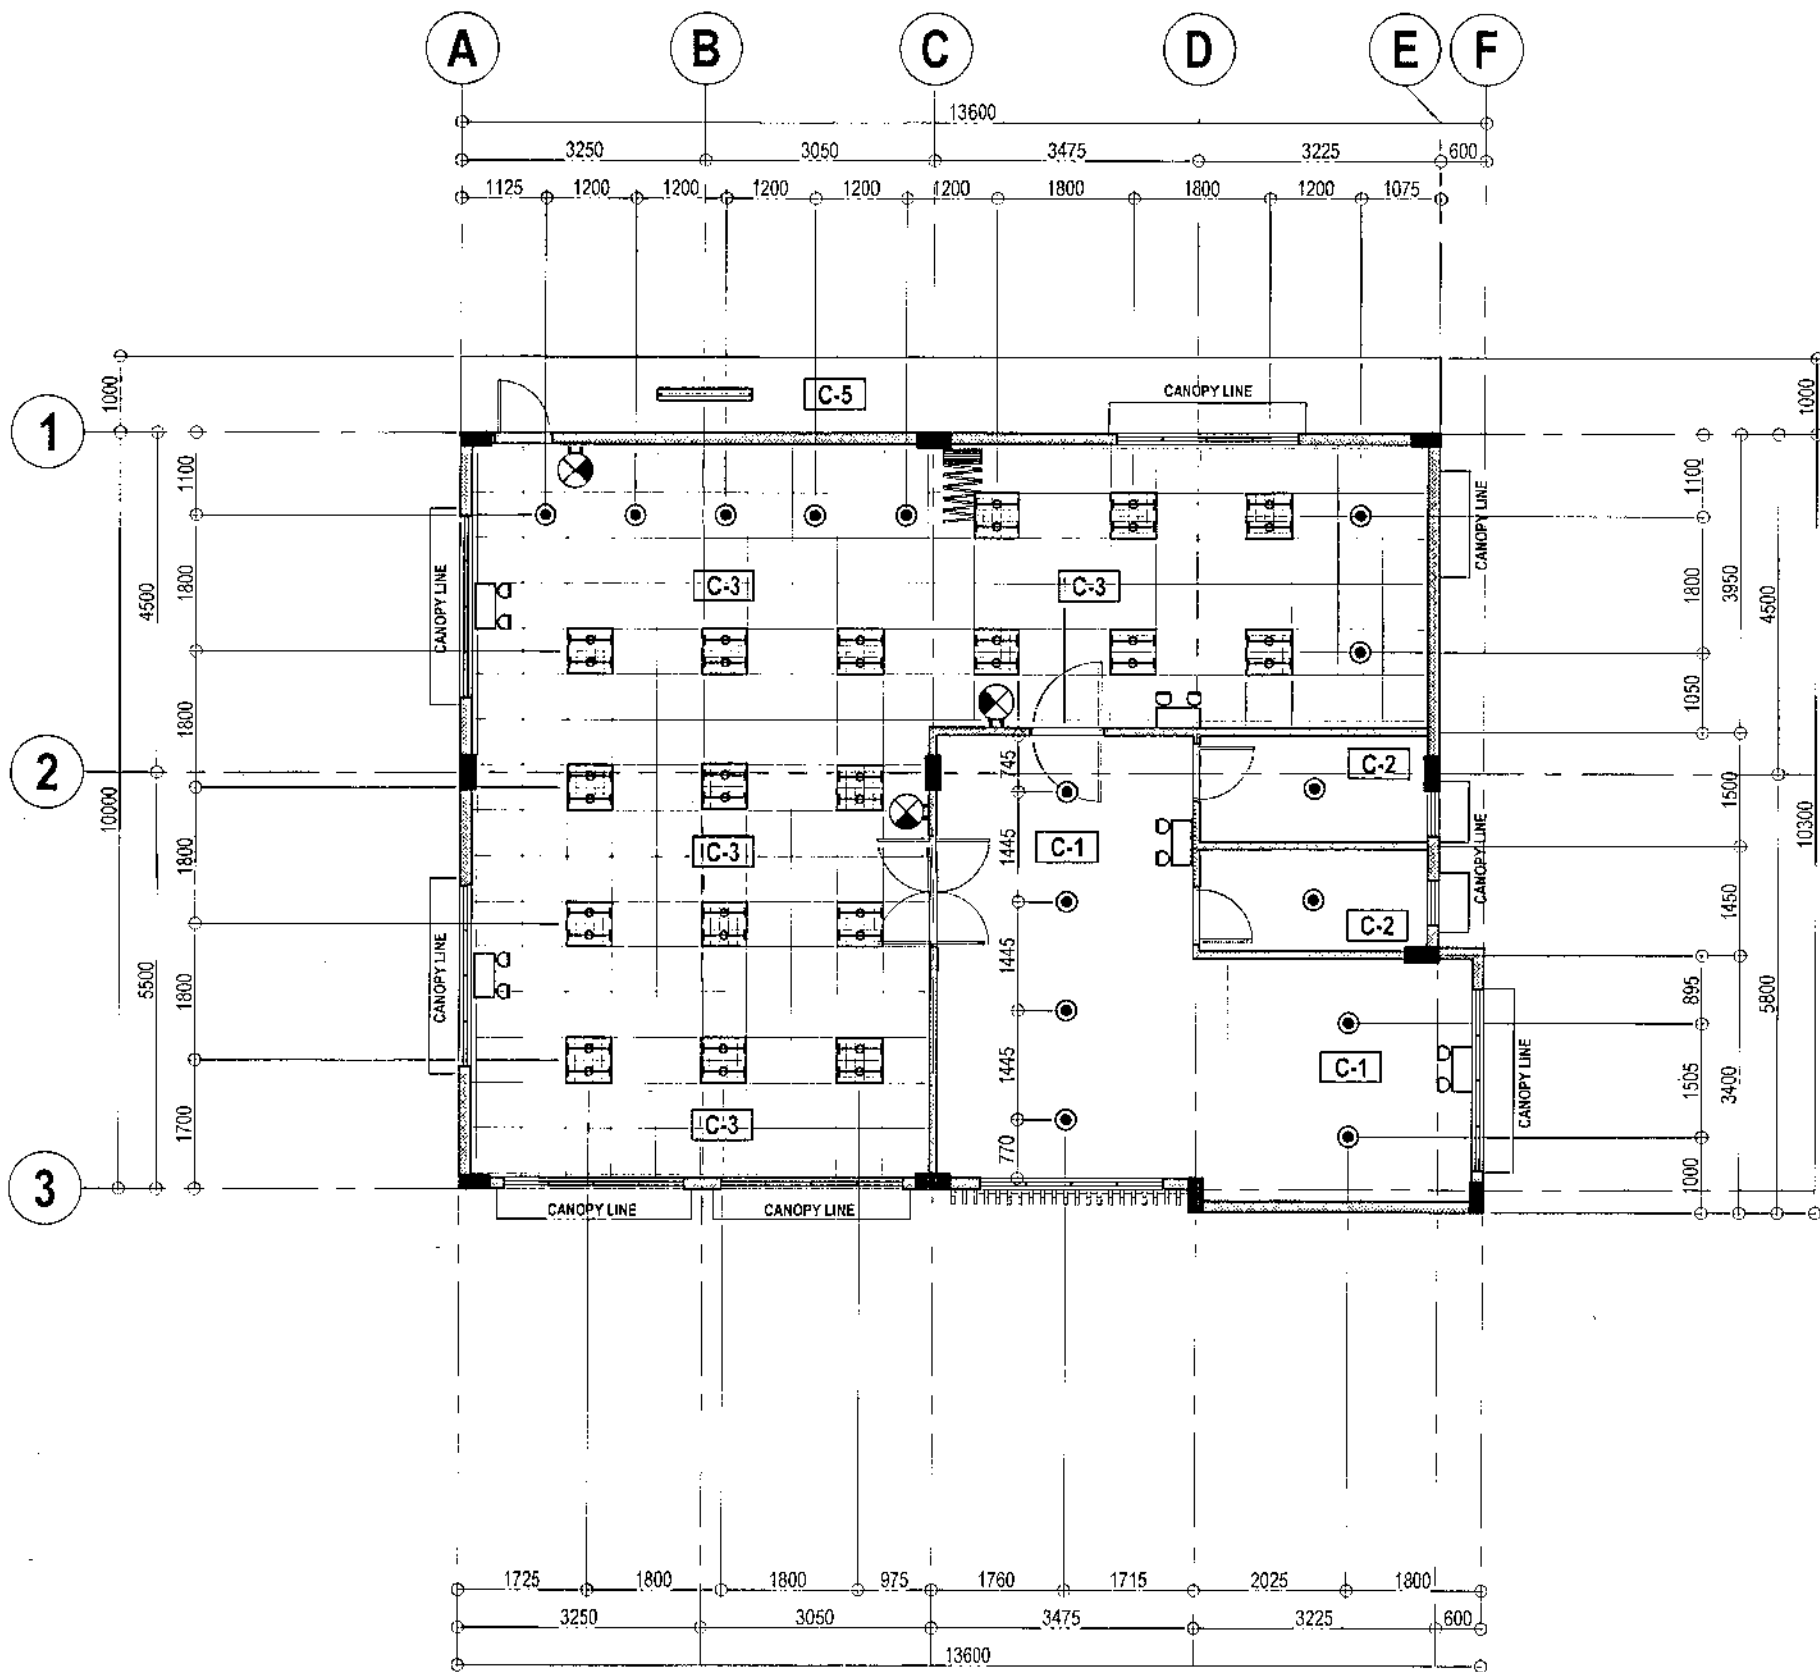 A B C D E F
13600
3250 3050 3475 3225 600
1125 1200 1200 1200 1200 1200 1800 1800 1200 1075
1000 C-5 CANOPY LINE 1000
1
1100 1100
CANOPY LINE
C-3 C-3
CANOPY LINE
4500 1800 1800 3950 4500
1800 1050
2
745 C-2
10000 1500 10300
1800 C-3 1445 C-1 CANOPY LINE
1450
C-2
CANOPY LINE
5500 1800 1445 895 5800
1445 C-1 CANOPY LINE 1505 3400
1700 C-3
770 1000
3
CANOPY LINE CANOPY LINE
1725 1800 1800 975 1760 1715 2025 1800
3250 3050 3475 3225 600
13600